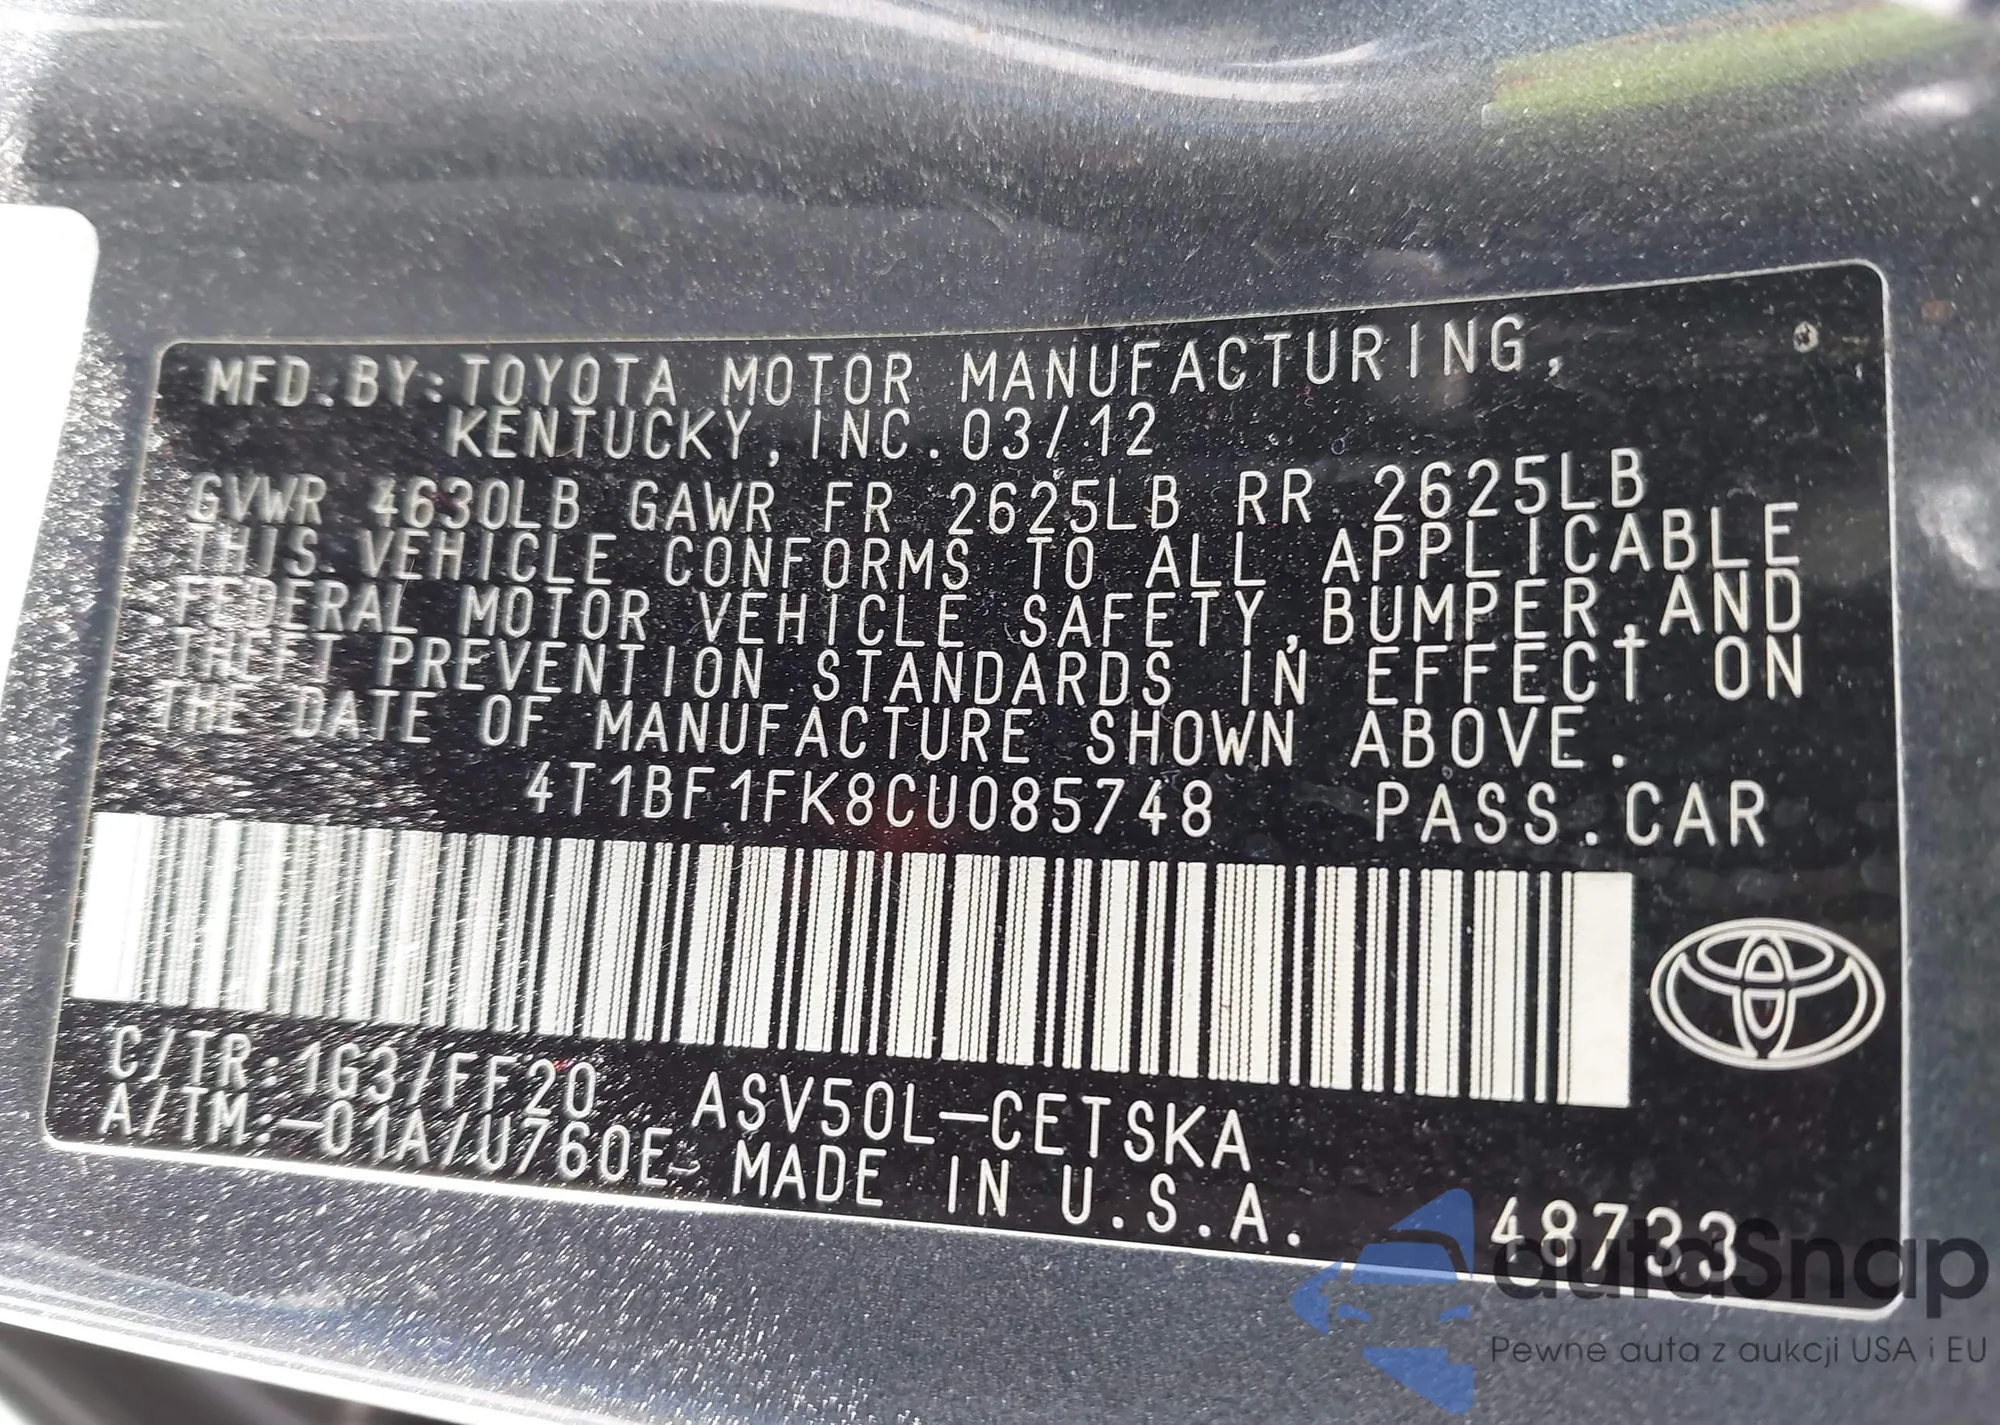 MFD.BY:TOYOTA MOTOR MANUFACTURING,
KENTUCKY, INC.03/12
GVWR 4630LB GAWR FR 2625LB RR 2625LB
THIS VEHICLE CONFORMS TO ALL APPLICABLE
FEDERAL MOTOR VEHICLE SAFETY,BUMPER,AND
THEFT PREVENTION STANDARDS IN EFFECT ON
THE DATE OF MANUFACTURE SHOWN ABOVE.
4T1BF1FK8CU085748 PASS.CAR
C/TR:1G3/FF20 ASV50L-CETSKA
A/TM:-01A/U760E MADE IN U.S.A. 48733
autoSnap
Pewne auta z aukcji USA i EU